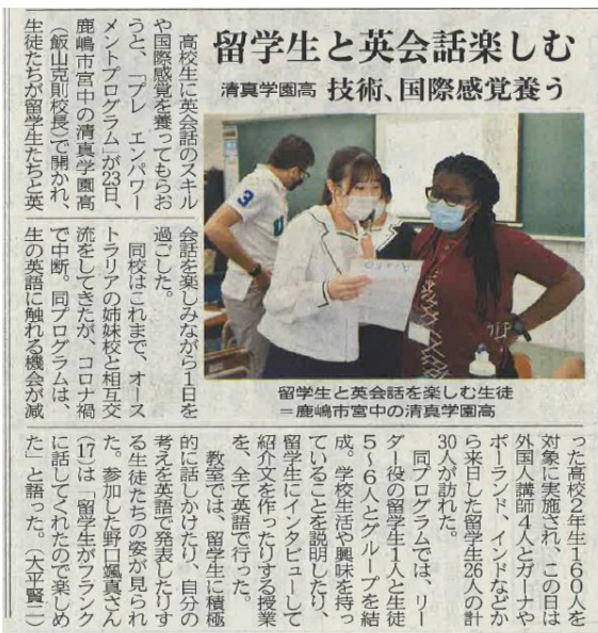 留学生と英会話楽しむ
清真学園高 技術、国際感覚養う
高校生に英会話のスキル
や国際感覚を養ってもらお
うと、「プレ エンパワー
メントプログラム」が23日、
鹿嶋市宮中の清真学園高
(飯山克則校長)で開かれ、
生徒たちが留学生たちと英
会話を楽しみながら1日を
過ごした。
同校はこれまで、オース
トラリアの姉妹校と相互交
流をしてきたが、コロナ禍
で中断。同プログラムは、
生の英語に触れる機会が減
留学生と英会話を楽しむ生徒
=鹿嶋市宮中の清真学園高
った高校2年生160人を
対象に実施され、この日は
外国人講師4人とガーナや
ポーランド、インドなどか
ら来日した留学生26人の計
30人が訪れた。
同プログラムでは、リー
ダー役の留学生1人と生徒
5〜6人とグループを結
成。学校生活や興味を持っ
ていることを説明したり、
留学生にインタビューして
紹介文を作ったりする授業
を、全て英語で行った。
教室では、留学生に積極
的に話しかけたり、自分の
考えを英語で発表したりす
る生徒たちの姿が見られ
た。参加した野口颯真さん
(17)は「留学生がフランク
に話してくれたので楽しめ
た」と語った。(大平賢二)
3